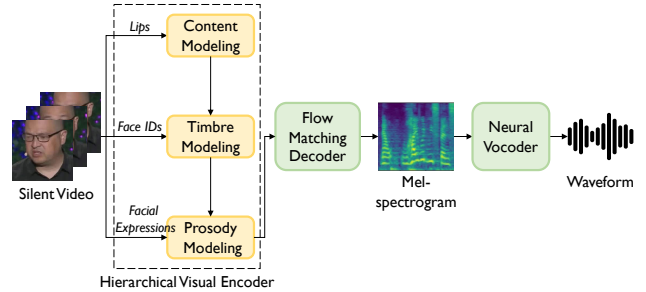 Lips
Content
Modeling
Face IDs
Timbre
Modeling
Facial
Expressions
Prosody
Modeling
Silent Video
Hierarchical Visual Encoder
Flow
Matching
Decoder
Mel-
spectrogram
Neural
Vocoder
Waveform